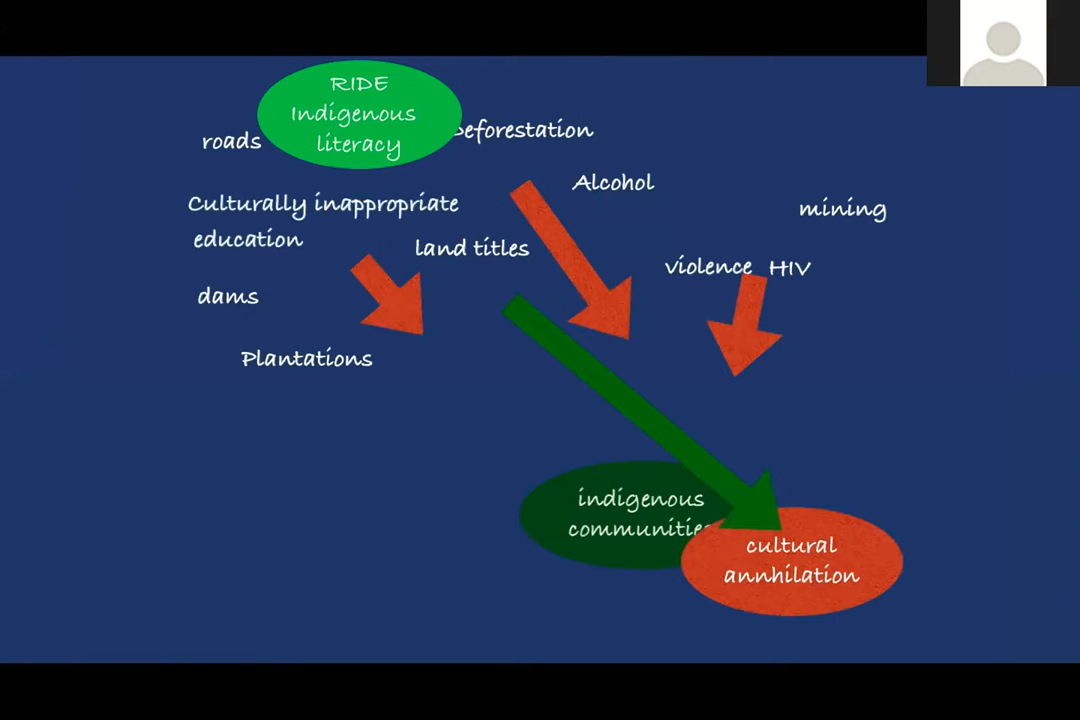 RIDE
Indigenous
literacy
roads
eforestation
Alcohol
Culturally inappropriate
education
mining
land titles
violence HIV
dams
Plantations
indigenous
communities
cultural
annhilation